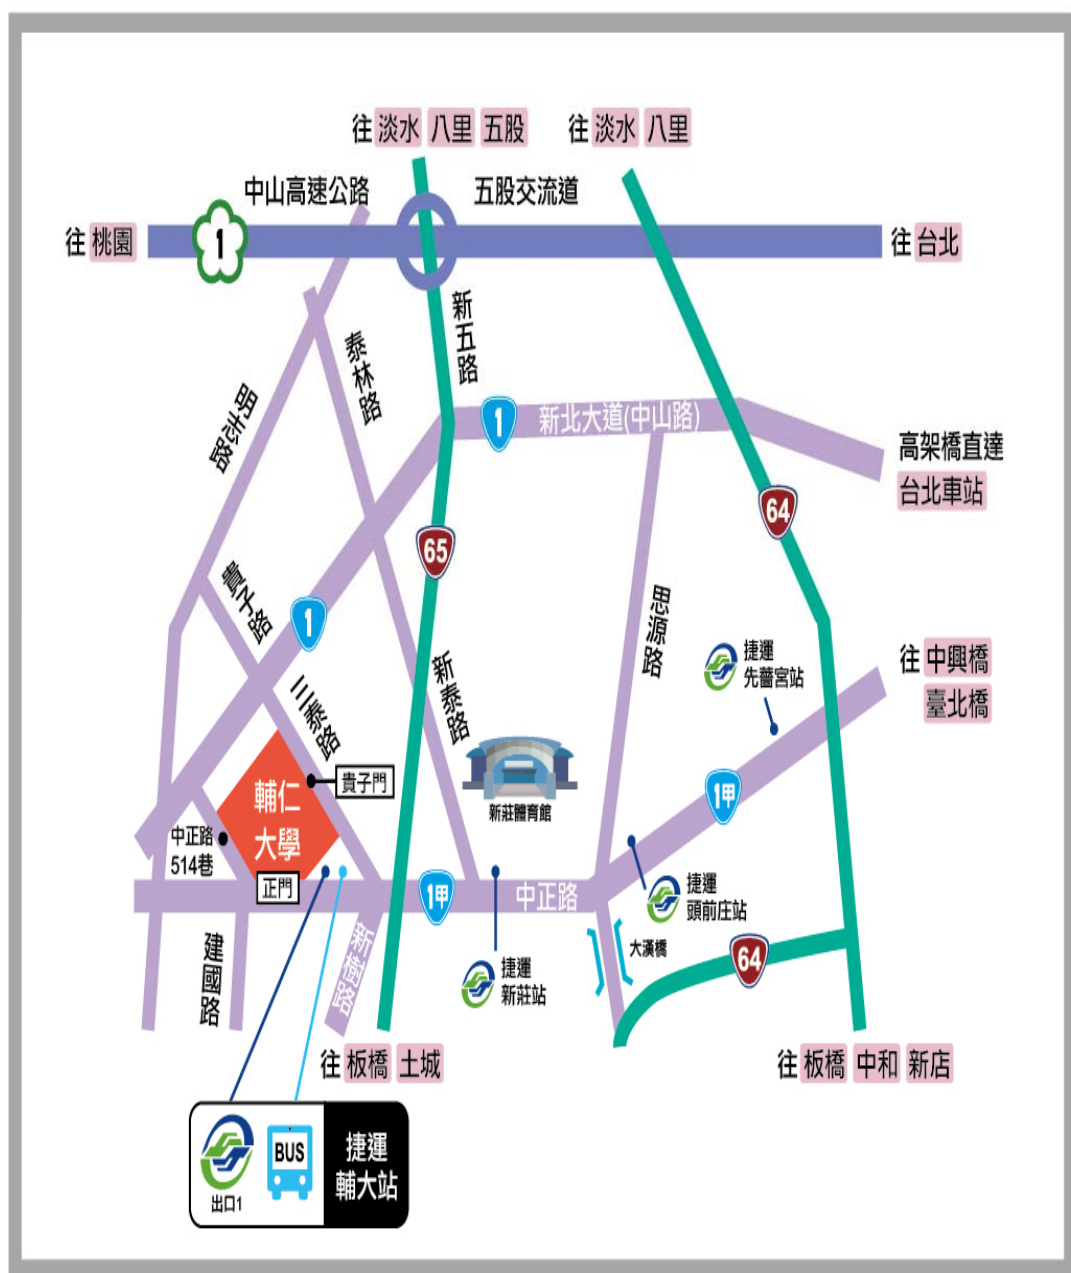 往 淡水 八里 五股
往 淡水 八里
中山高速公路
五股交流道
往 桃園
1
往 台北
新五路
泰林路
明志路
1
新北大道(中山路)
高架橋直達
台北車站
65
64
貴子路
1
思源路
捷運
先嗇宮站
往 中興橋
臺北橋
三泰路
新泰路
貴子門
輔仁
大學
新莊體育館
1甲
中正路
514巷
正門
1甲
中正路
捷運
頭前庄站
建國路
新樹路
捷運
新莊站
大漢橋
64
往 板橋 土城
往 板橋 中和 新店
BUS
出口1
捷運
輔大站